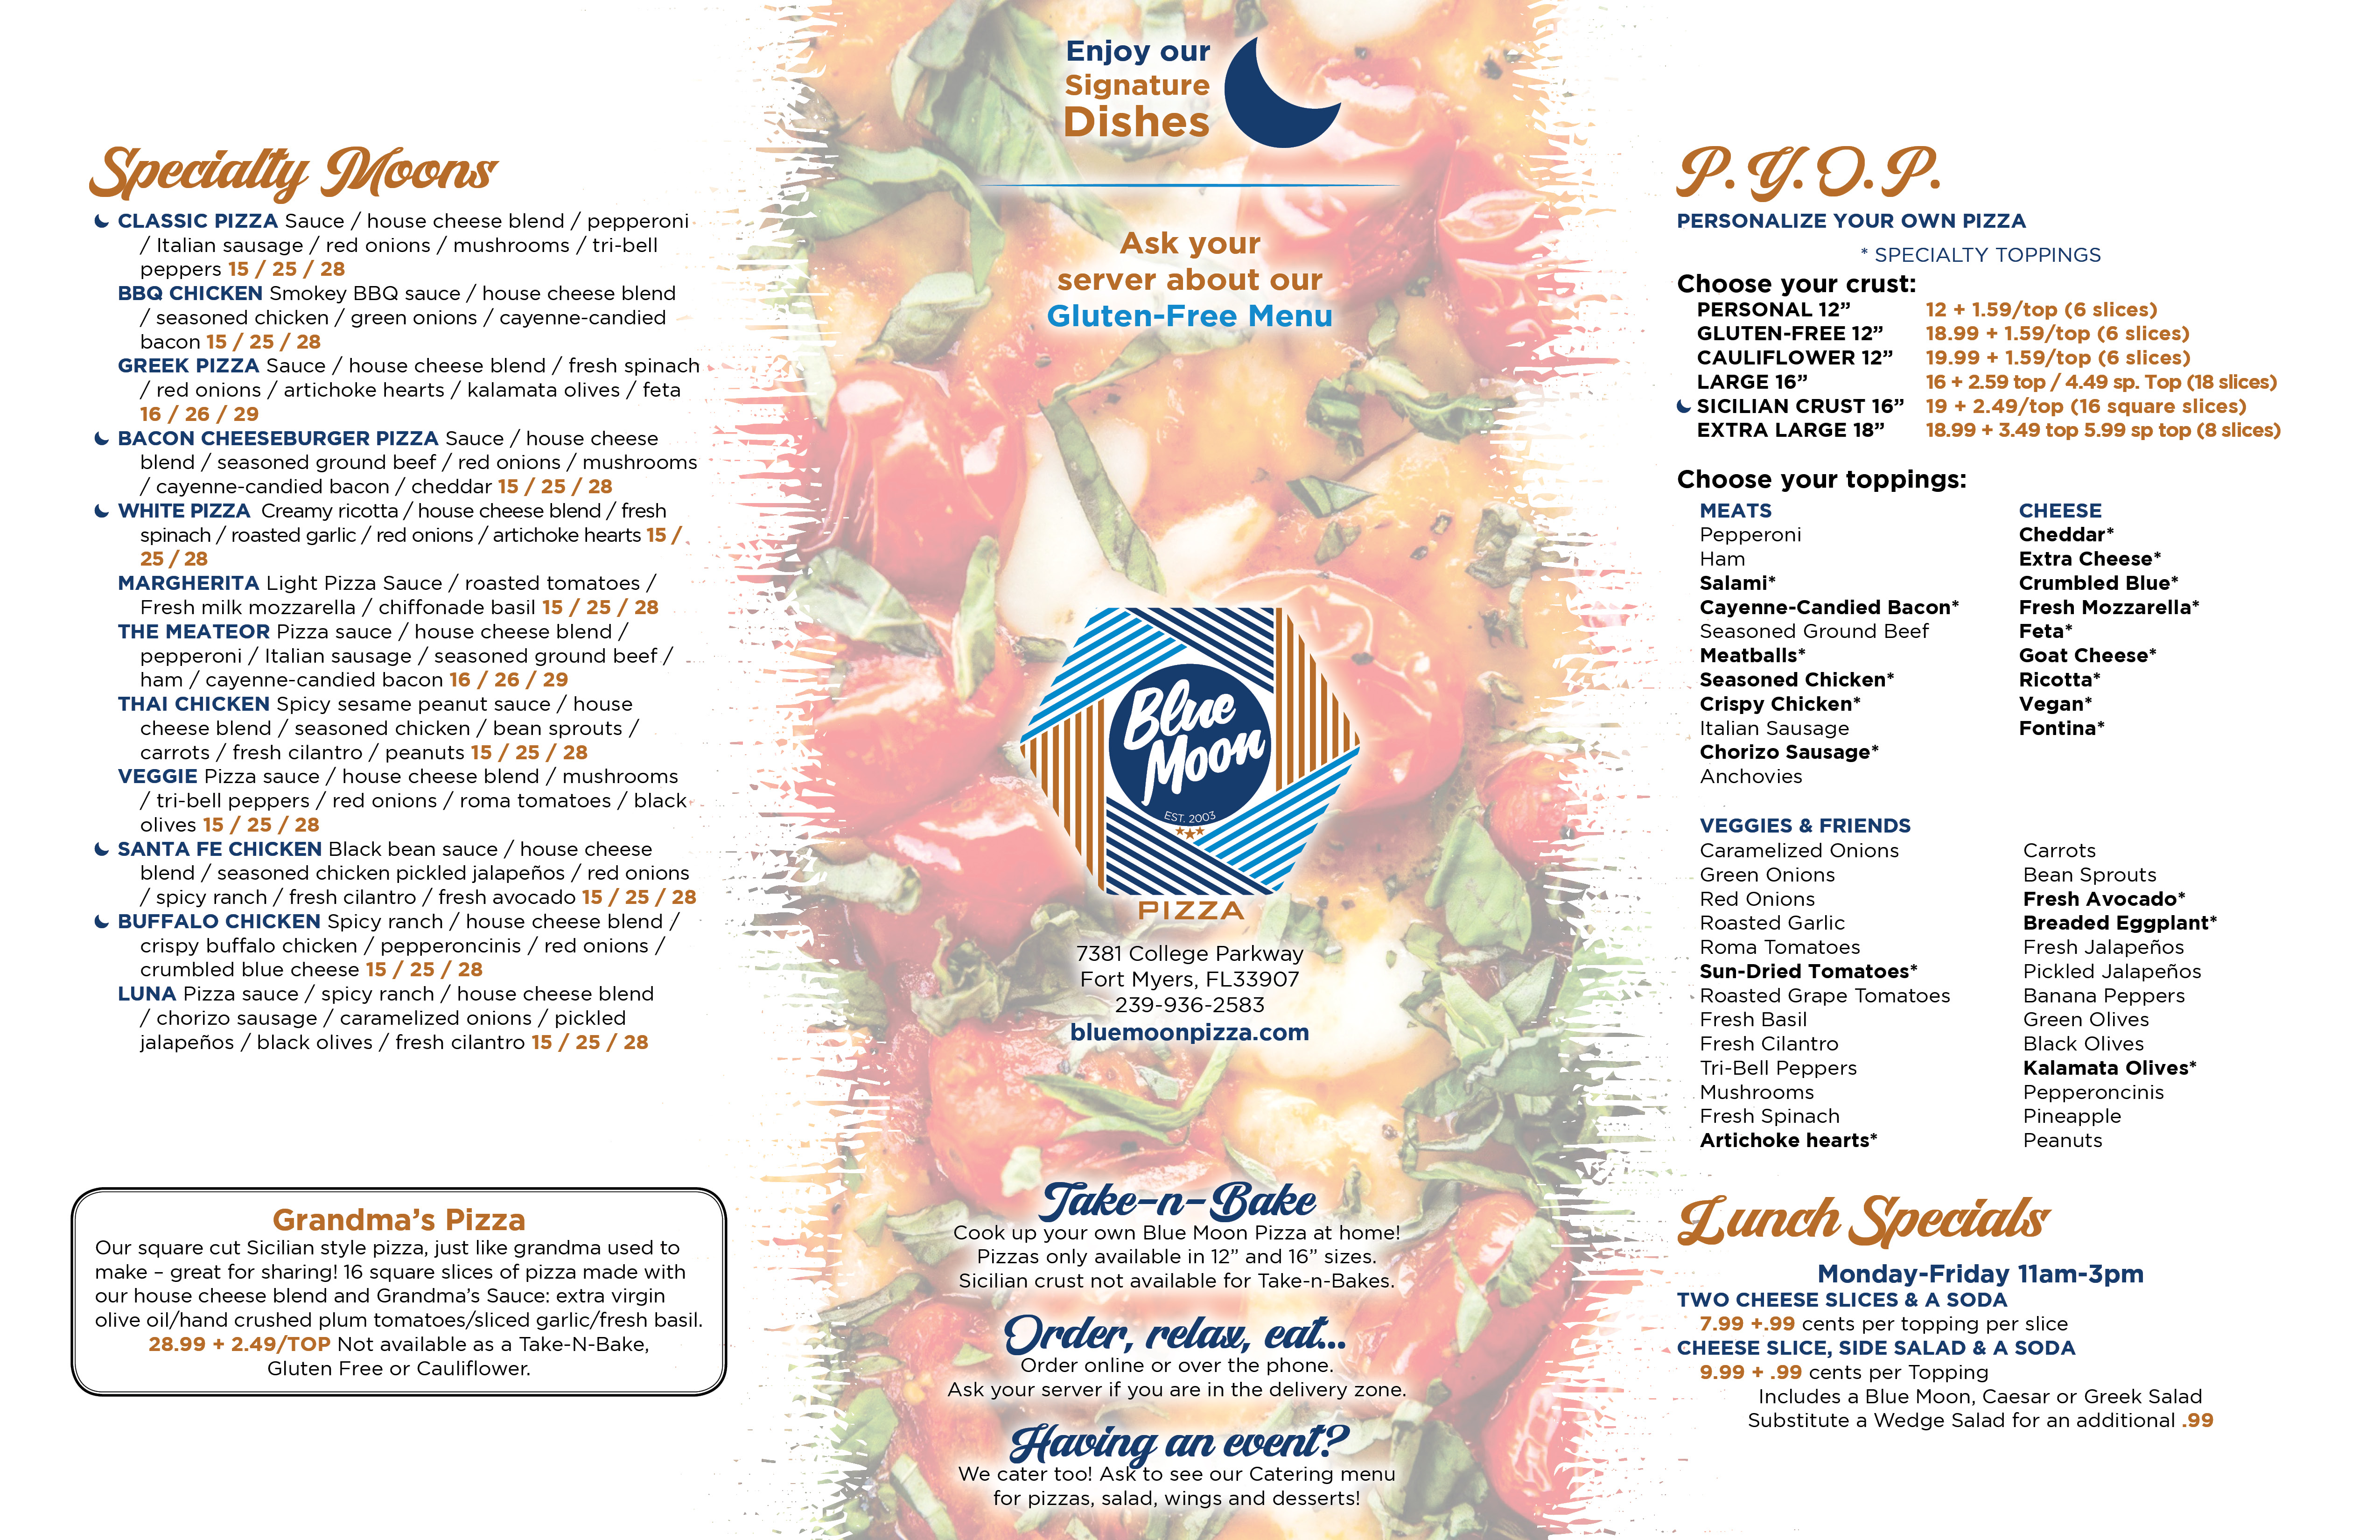 Specialty Moons
CLASSIC PIZZA Sauce / house cheese blend / pepperoni
/ Italian sausage / red onions / mushrooms / tri-bell
peppers 15 / 25 / 28
BBQ CHICKEN Smokey BBQ sauce / house cheese blend
/ seasoned chicken / green onions / cayenne-candied
bacon 15 / 25 / 28
GREEK PIZZA Sauce / house cheese blend / fresh spinach
/ red onions / artichoke hearts / kalamata olives / feta
16 / 26 / 29
BACON CHEESEBURGER PIZZA Sauce / house cheese
blend / seasoned ground beef / red onions / mushrooms
/ cayenne-candied bacon / cheddar 15 / 25 / 28
WHITE PIZZA Creamy ricotta / house cheese blend / fresh
spinach / roasted garlic / red onions / artichoke hearts 15 /
25 / 28
MARGHERITA Light Pizza Sauce / roasted tomatoes /
Fresh milk mozzarella / chiffonade basil 15 / 25 / 28
THE MEATEOR Pizza sauce / house cheese blend /
pepperoni / Italian sausage / seasoned ground beef /
ham / cayenne-candied bacon 16 / 26 / 29
THAI CHICKEN Spicy sesame peanut sauce / house
cheese blend / seasoned chicken / bean sprouts /
carrots / fresh cilantro / peanuts 15 / 25 / 28
VEGGIE Pizza sauce / house cheese blend / mushrooms
/ tri-bell peppers / red onions / roma tomatoes / black
olives 15 / 25 / 28
SANTA FE CHICKEN Black bean sauce / house cheese
blend / seasoned chicken pickled jalapeños / red onions
/ spicy ranch / fresh cilantro / fresh avocado 15 / 25 / 28
BUFFALO CHICKEN Spicy ranch / house cheese blend /
crispy buffalo chicken / pepperoncinis / red onions /
crumbled blue cheese 15 / 25 / 28
LUNA Pizza sauce / spicy ranch / house cheese blend
/ chorizo sausage / caramelized onions / pickled
jalapeños / black olives / fresh cilantro 15 / 25 / 28
Grandma's Pizza
Our square cut Sicilian style pizza, just like grandma used to
make – great for sharing! 16 square slices of pizza made with
our house cheese blend and Grandma's Sauce: extra virgin
olive oil/hand crushed plum tomatoes/sliced garlic/fresh basil.
28.99 + 2.49/TOP Not available as a Take-N-Bake,
Gluten Free or Cauliflower.
Enjoy our
Signature
Dishes
Ask your
server about our
Gluten-Free Menu
Blue
Moon
EST. 2003
PIZZA
7381 College Parkway
Fort Myers, FL33907
239-936-2583
bluemoonpizza.com
Take-n-Bake
Cook up your own Blue Moon Pizza at home!
Pizzas only available in 12” and 16” sizes.
Sicilian crust not available for Take-n-Bakes.
Order, relax, eat...
Order online or over the phone.
Ask your server if you are in the delivery zone.
Having an event?
We cater too! Ask to see our Catering menu
for pizzas, salad, wings and desserts!
P.Y.O.P.
PERSONALIZE YOUR OWN PIZZA
* SPECIALTY TOPPINGS
Choose your crust:
PERSONAL 12” 12 + 1.59/top (6 slices)
GLUTEN-FREE 12” 18.99 + 1.59/top (6 slices)
CAULIFLOWER 12” 19.99 + 1.59/top (6 slices)
LARGE 16” 16 + 2.59 top / 4.49 sp. Top (18 slices)
SICILIAN CRUST 16” 19 + 2.49/top (16 square slices)
EXTRA LARGE 18” 18.99 + 3.49 top 5.99 sp top (8 slices)
Choose your toppings:
MEATS
Pepperoni
Ham
Salami*
Cayenne-Candied Bacon*
Seasoned Ground Beef
Meatballs*
Seasoned Chicken*
Crispy Chicken*
Italian Sausage
Chorizo Sausage*
Anchovies
CHEESE
Cheddar*
Extra Cheese*
Crumbled Blue*
Fresh Mozzarella*
Feta*
Goat Cheese*
Ricotta*
Vegan*
Fontina*
VEGGIES & FRIENDS
Caramelized Onions
Green Onions
Red Onions
Roasted Garlic
Roma Tomatoes
Sun-Dried Tomatoes*
Roasted Grape Tomatoes
Fresh Basil
Fresh Cilantro
Tri-Bell Peppers
Mushrooms
Fresh Spinach
Artichoke hearts*
Carrots
Bean Sprouts
Fresh Avocado*
Breaded Eggplant*
Fresh Jalapeños
Pickled Jalapeños
Banana Peppers
Green Olives
Black Olives
Kalamata Olives*
Pepperoncinis
Pineapple
Peanuts
Lunch Specials
Monday-Friday 11am-3pm
TWO CHEESE SLICES & A SODA
7.99 +.99 cents per topping per slice
CHEESE SLICE, SIDE SALAD & A SODA
9.99 + .99 cents per Topping
Includes a Blue Moon, Caesar or Greek Salad
Substitute a Wedge Salad for an additional .99